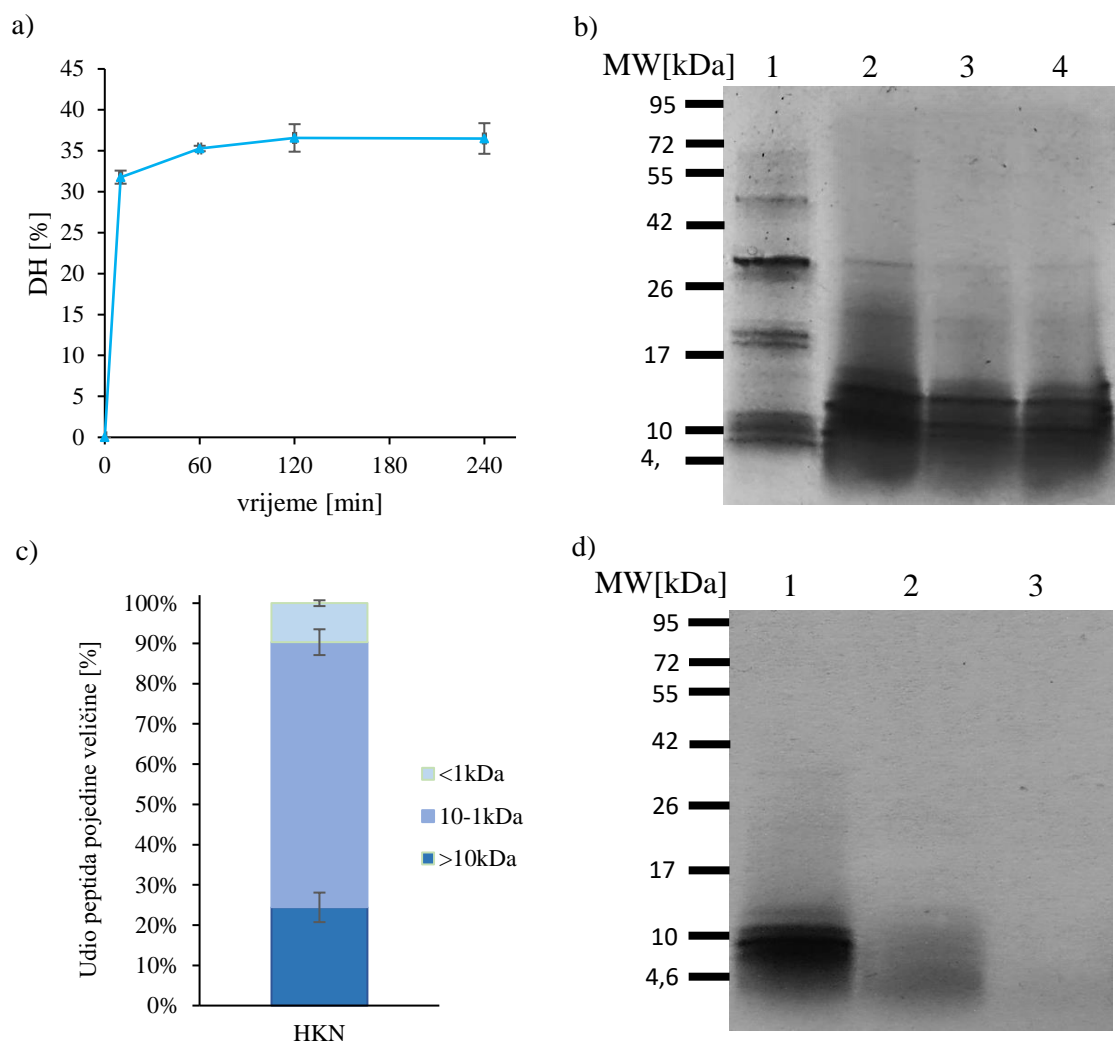 a)
45
40
35
30
25
20
15
10
5
0
DH [%]
0 60 120 180 240
vrijeme [min]
b)
MW[kDa] 1 2 3 4
95
72
55
42
26
17
10
4,
c)
100%
90%
80%
70%
60%
50%
40%
30%
20%
10%
0%
Udio peptida pojedine veličine [%]
HKN
<1kDa
10-1kDa
>10kDa
d)
MW[kDa] 1 2 3
95
72
55
42
26
17
10
4,6